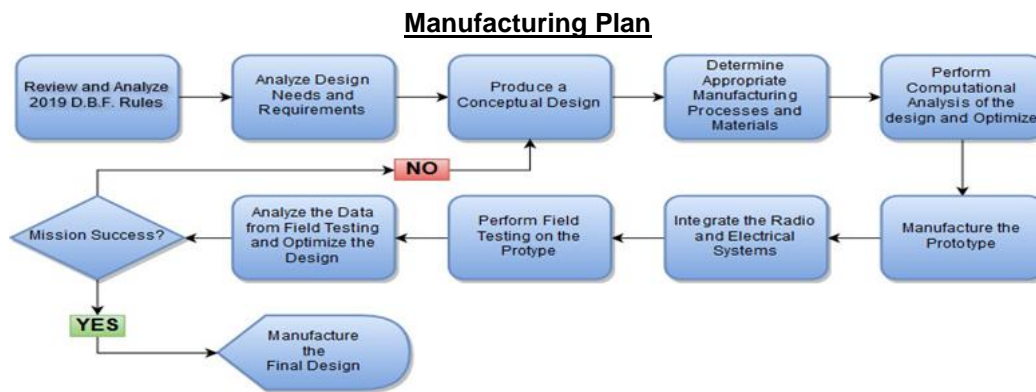 Manufacturing Plan
Review and Analyze
2019 D.B.F. Rules
Analyze Design
Needs and
Requirements
Produce a
Conceptual Design
Determine
Appropriate
Manufacturing
Processes and
Materials
Perform
Computational
Analysis of the
design and Optimize
Manufacture the
Prototype
Integrate the Radio
and Electrical
Systems
Perform Field
Testing on the
Protype
Analyze the Data
from Field Testing
and Optimize the
Design
Mission Success?
NO
YES
Manufacture
the
Final Design